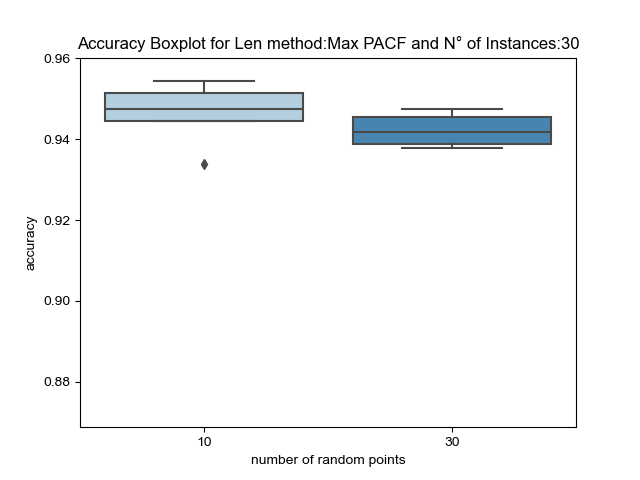 Accuracy Boxplot for Len method:Max PACF and N° of Instances:30
0.96
0.94
0.92
0.90
0.88
accuracy
10
30
number of random points